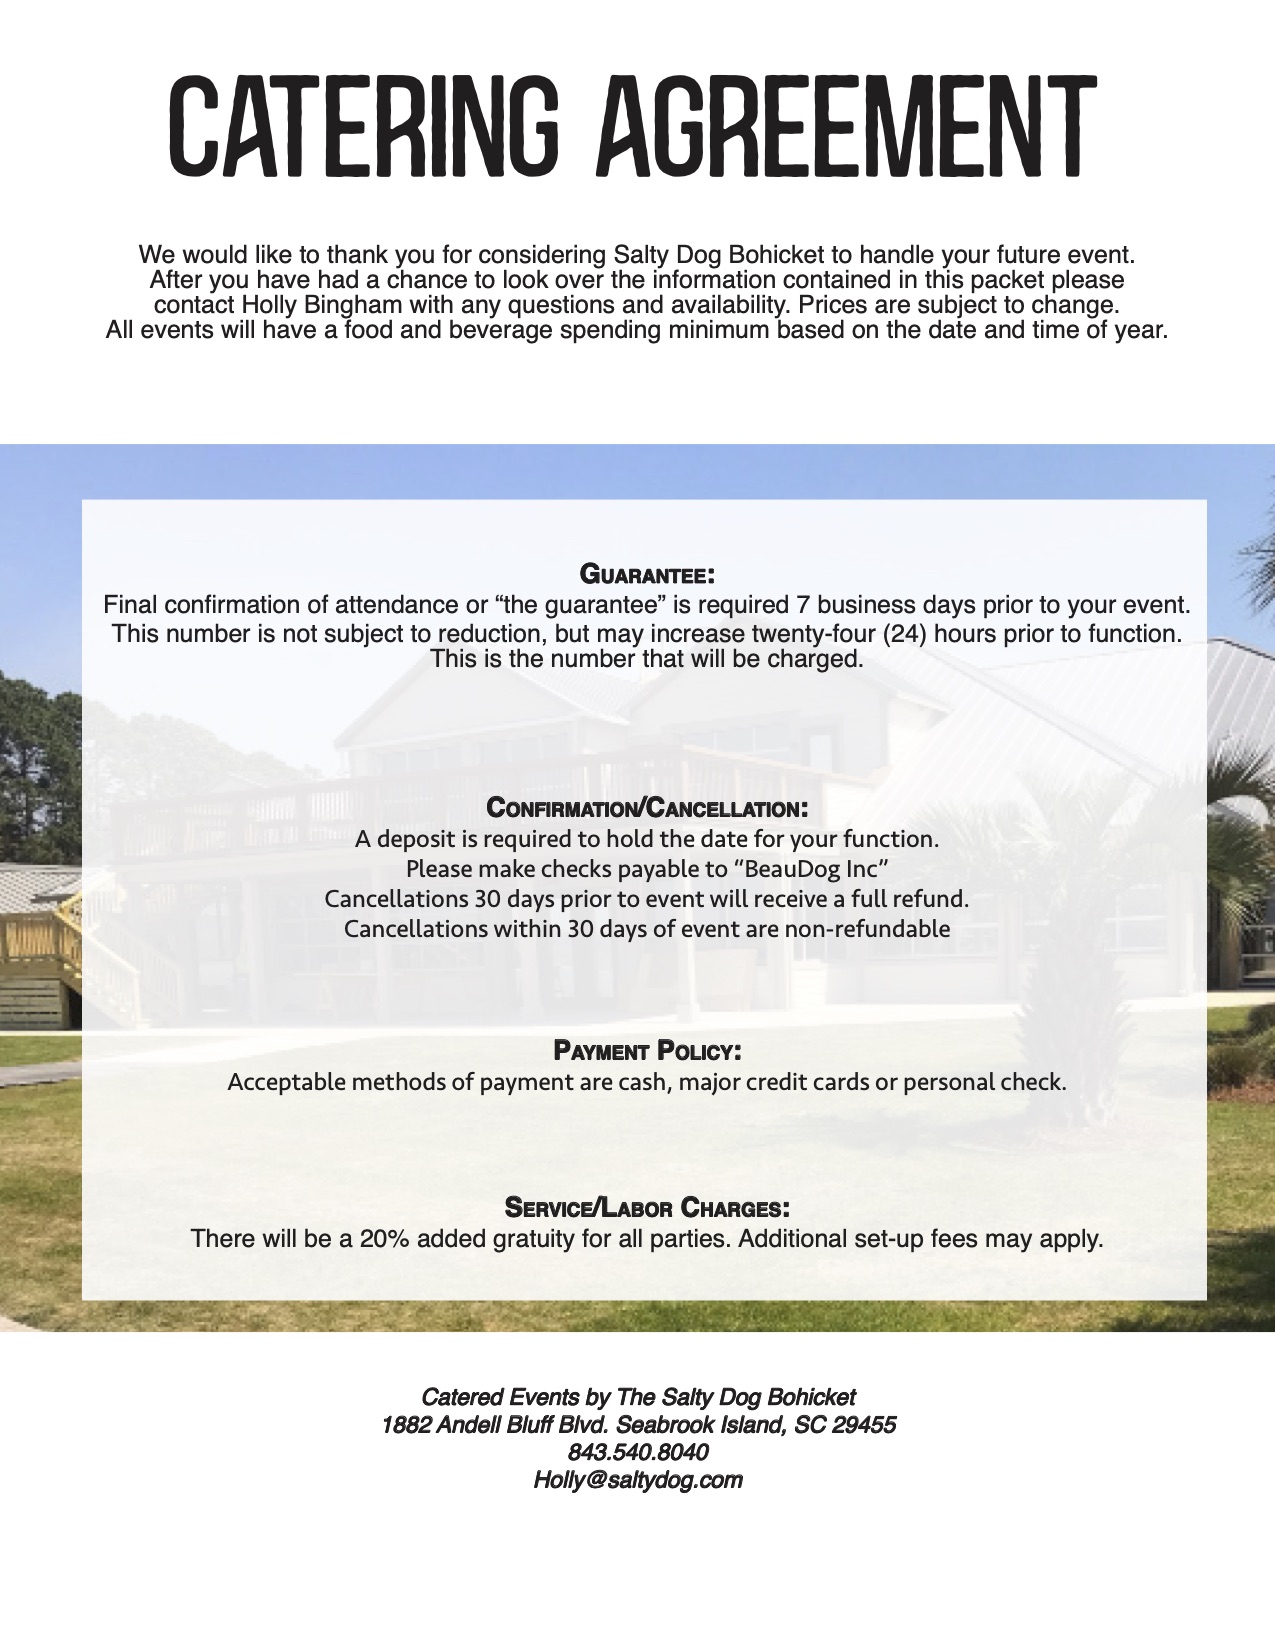 CATERING AGREEMENT
We would like to thank you for considering Salty Dog Bohicket to handle your future event.
After you have had a chance to look over the information contained in this packet please
contact Holly Bingham with any questions and availability. Prices are subject to change.
All events will have a food and beverage spending minimum based on the date and time of year.
Guarantee:
Final confirmation of attendance or “the guarantee” is required 7 business days prior to your event.
This number is not subject to reduction, but may increase twenty-four (24) hours prior to function.
This is the number that will be charged.
Confirmation/Cancellation:
A deposit is required to hold the date for your function.
Please make checks payable to “BeauDog Inc”
Cancellations 30 days prior to event will receive a full refund.
Cancellations within 30 days of event are non-refundable
Payment Policy:
Acceptable methods of payment are cash, major credit cards or personal check.
Service/Labor Charges:
There will be a 20% added gratuity for all parties. Additional set-up fees may apply.
Catered Events by The Salty Dog Bohicket
1882 Andell Bluff Blvd. Seabrook Island, SC 29455
843.540.8040
Holly@saltydog.com